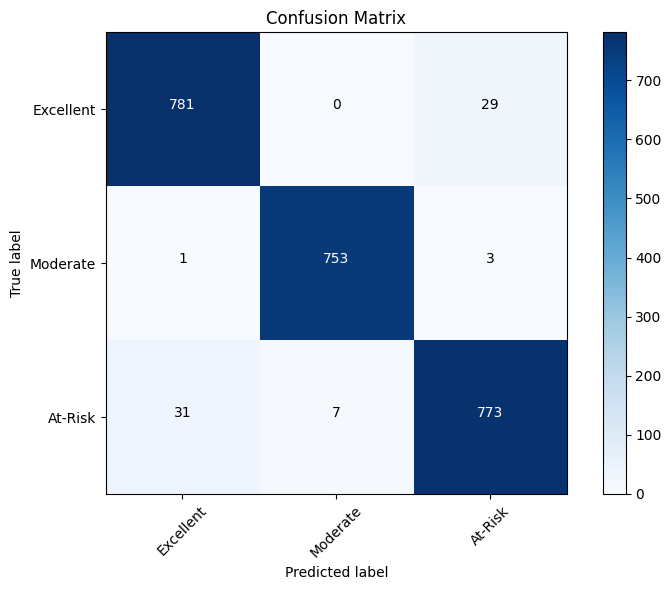 Confusion Matrix
True label
Excellent
781
0
29
Moderate
1
753
3
At-Risk
31
7
773
Excellent
Moderate
At-Risk
Predicted label
700
600
500
400
300
200
100
0